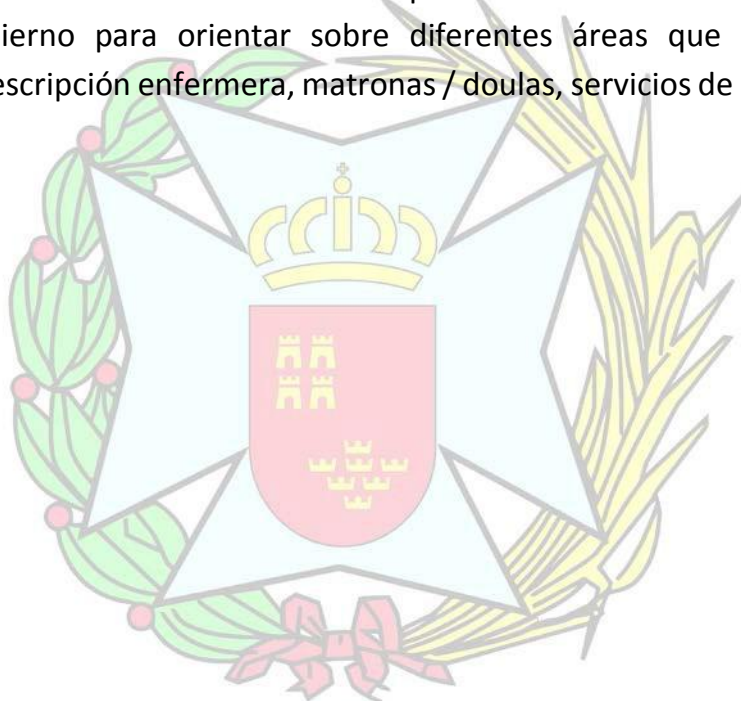 ierno para orientar sobre diferentes áreas que
escripción enfermera, matronas / doulas, servicios de